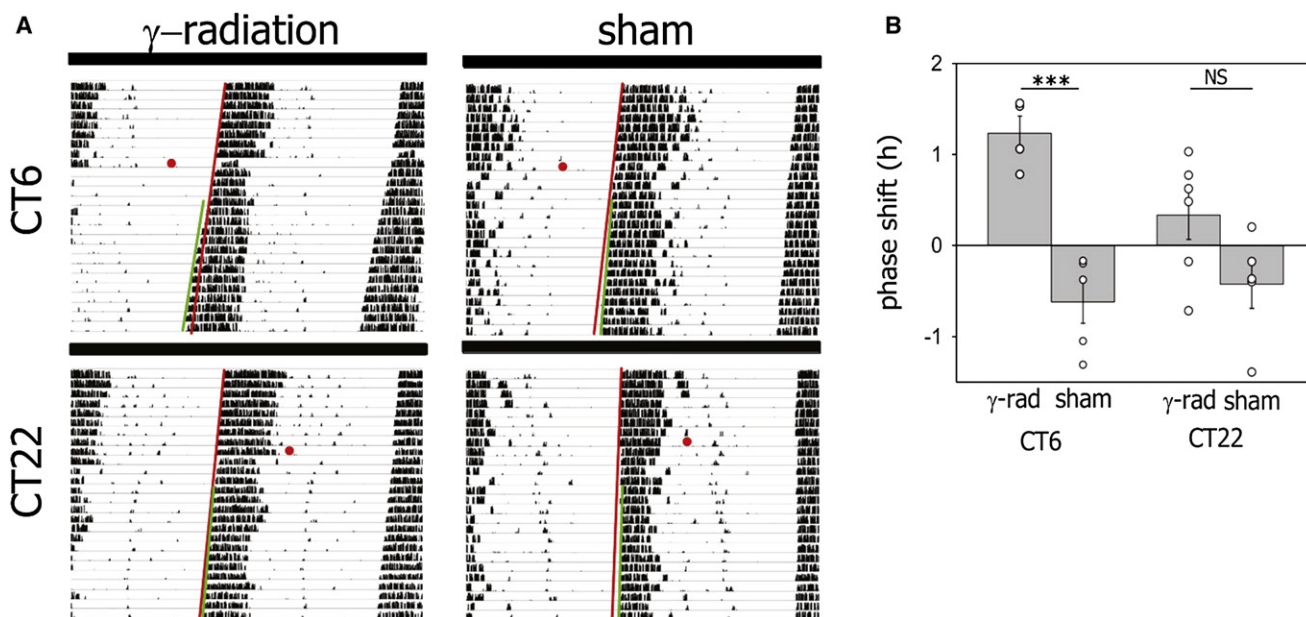 A
γ–radiation
sham
CT6
CT22
B
phase shift (h)
2
1
0
-1
***
NS
γ-rad sham
γ-rad sham
CT6
CT22